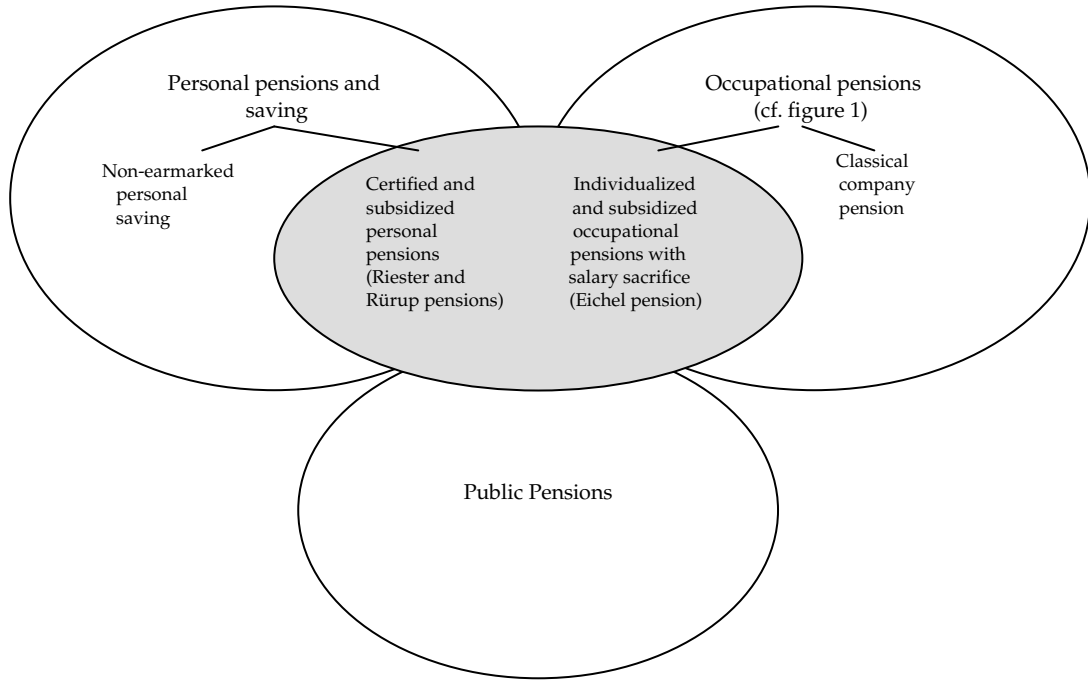 Personal pensions and
saving
Non-earmarked
personal
saving
Certified and
subsidized
personal
pensions
(Riester and
Rürup pensions)
Occupational pensions
(cf. figure 1)
Individualized
and subsidized
occupational
pensions with
salary sacrifice
(Eichel pension)
Classical
company
pension
Public Pensions